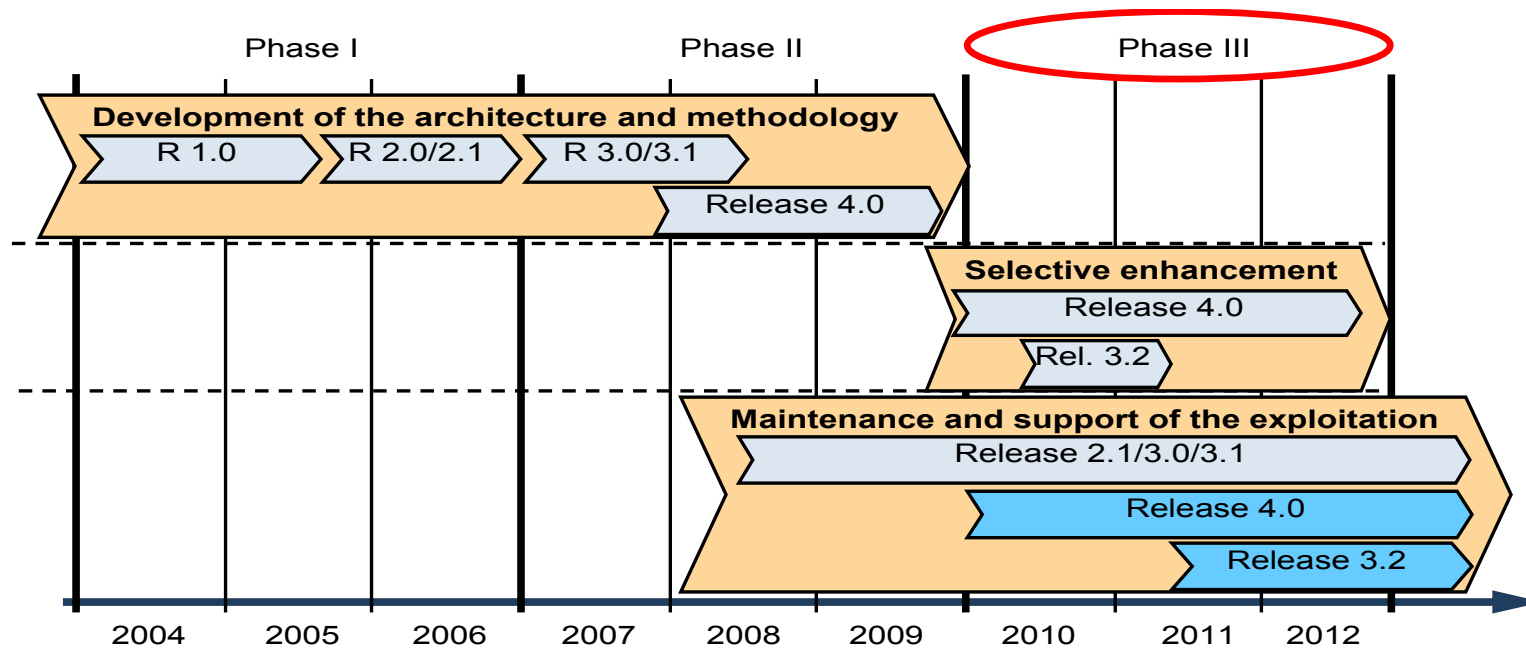 Phase I
Phase II
Phase III
Development of the architecture and methodology
R 1.0
R 2.0/2.1
R 3.0/3.1
Release 4.0
Selective enhancement
Release 4.0
Rel. 3.2
Maintenance and support of the exploitation
Release 2.1/3.0/3.1
Release 4.0
Release 3.2
2004
2005
2006
2007
2008
2009
2010
2011
2012